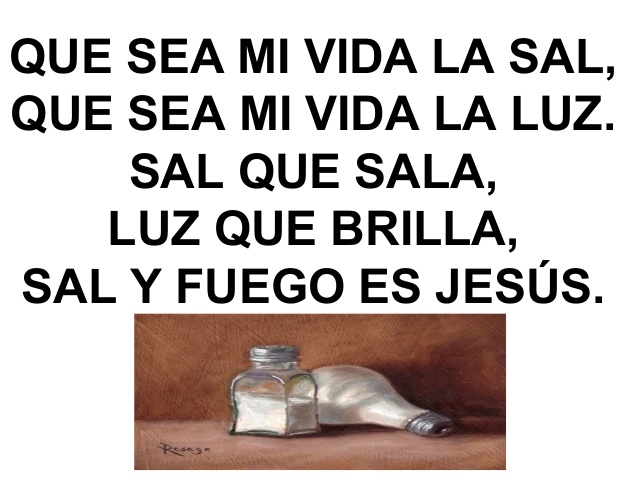 QUE SEA MI VIDA LA SAL,
QUE SEA MI VIDA LA LUZ.
SAL QUE SALA,
LUZ QUE BRILLA,
SAL Y FUEGO ES JESÚS.